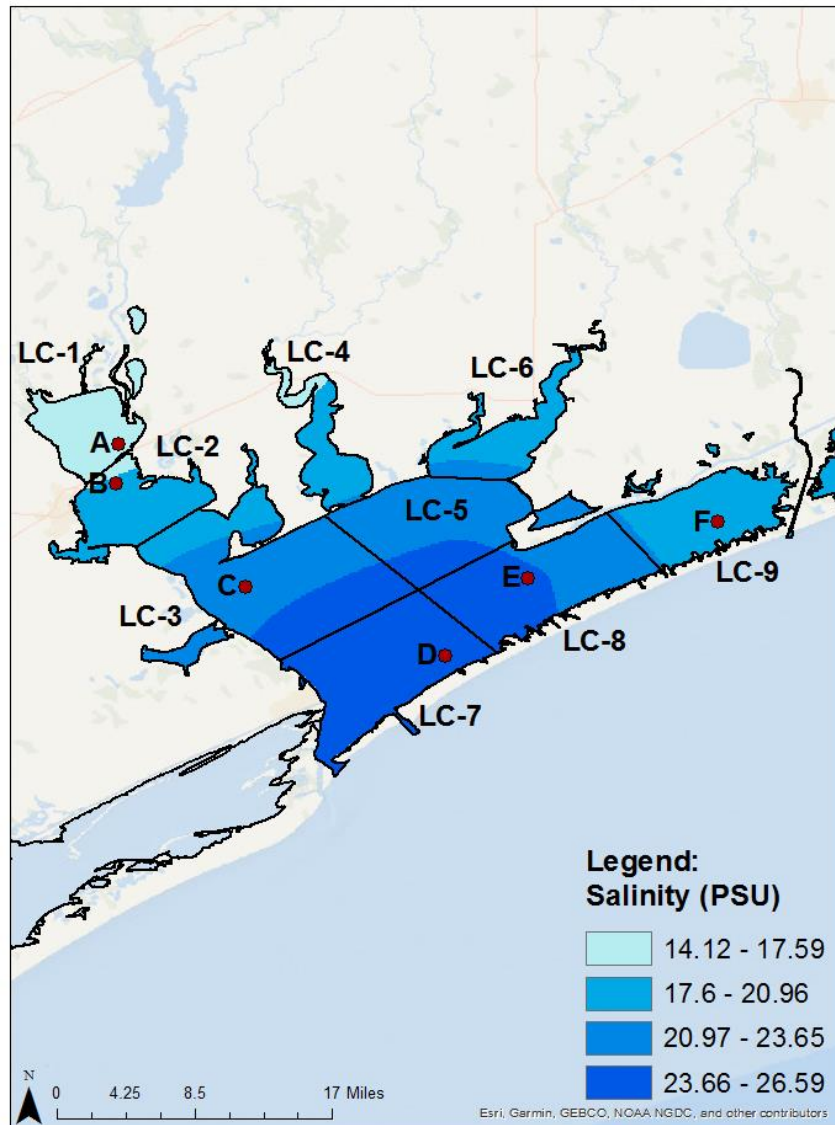 LC-1
LC-4
LC-6
A
LC-2
B
LC-5
F
C
E
LC-9
LC-3
D
LC-8
LC-7
Legend:
Salinity (PSU)
14.12 - 17.59
17.6 - 20.96
20.97 - 23.65
23.66 - 26.59
N
0 4.25 8.5 17 Miles
Esri, Garmin, GEBCO, NOAA NGDC, and other contributors